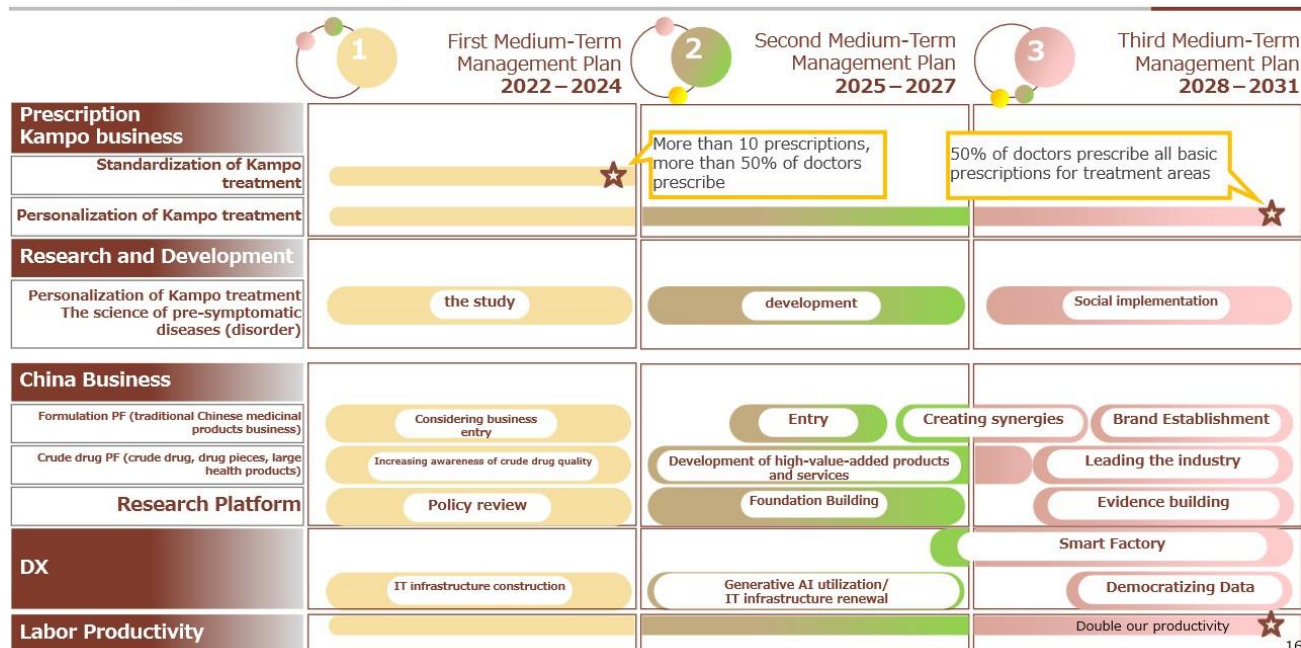 1
First Medium-Term
Management Plan
2022－2024
2
Second Medium-Term
Management Plan
2025－2027
3
Third Medium-Term
Management Plan
2028－2031
Prescription
Kampo business
Standardization of Kampo
treatment
More than 10 prescriptions,
more than 50% of doctors
prescribe
50% of doctors prescribe all basic
prescriptions for treatment areas
Personalization of Kampo treatment
Research and Development
Personalization of Kampo treatment
The science of pre-symptomatic
diseases (disorder)
the study
development
Social implementation
China Business
Formulation PF (traditional Chinese medicinal
products business)
Considering business
entry
Entry
Creating synergies
Brand Establishment
Crude drug PF (crude drug, drug pieces, large
health products)
Increasing awareness of crude drug quality
Development of high-value-added products
and services
Leading the industry
Research Platform
Policy review
Foundation Building
Evidence building
DX
Smart Factory
IT infrastructure construction
Generative AI utilization/
IT infrastructure renewal
Democratizing Data
Labor Productivity
Double our productivity
16